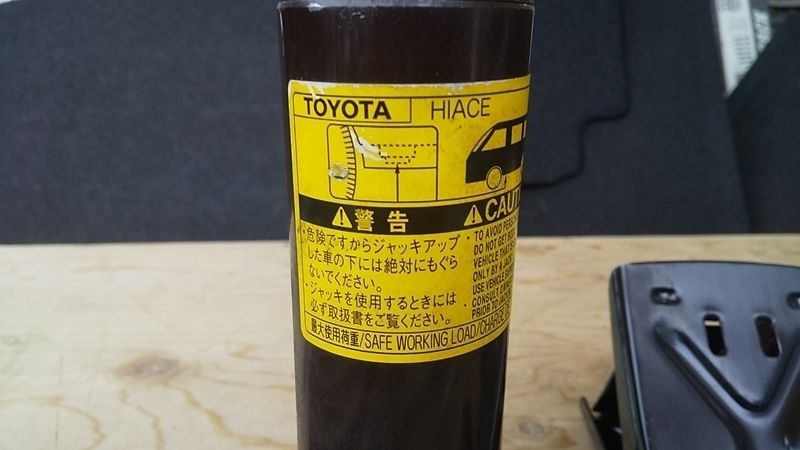 TOYOTA HIACE
警告
・危険ですからジャッキアップ
した車の下には絶対にもぐら
ないでください。
・ジャッキを使用するときには
必ず取扱書をご覧ください。
・TO AVOID
DO NOT GET
VEHICLE
ONLY BY A
USE VEHICLE
・CONSULT
PRIOR TO
最大使用荷重/SAFE WORKING LOAD/CHARGE